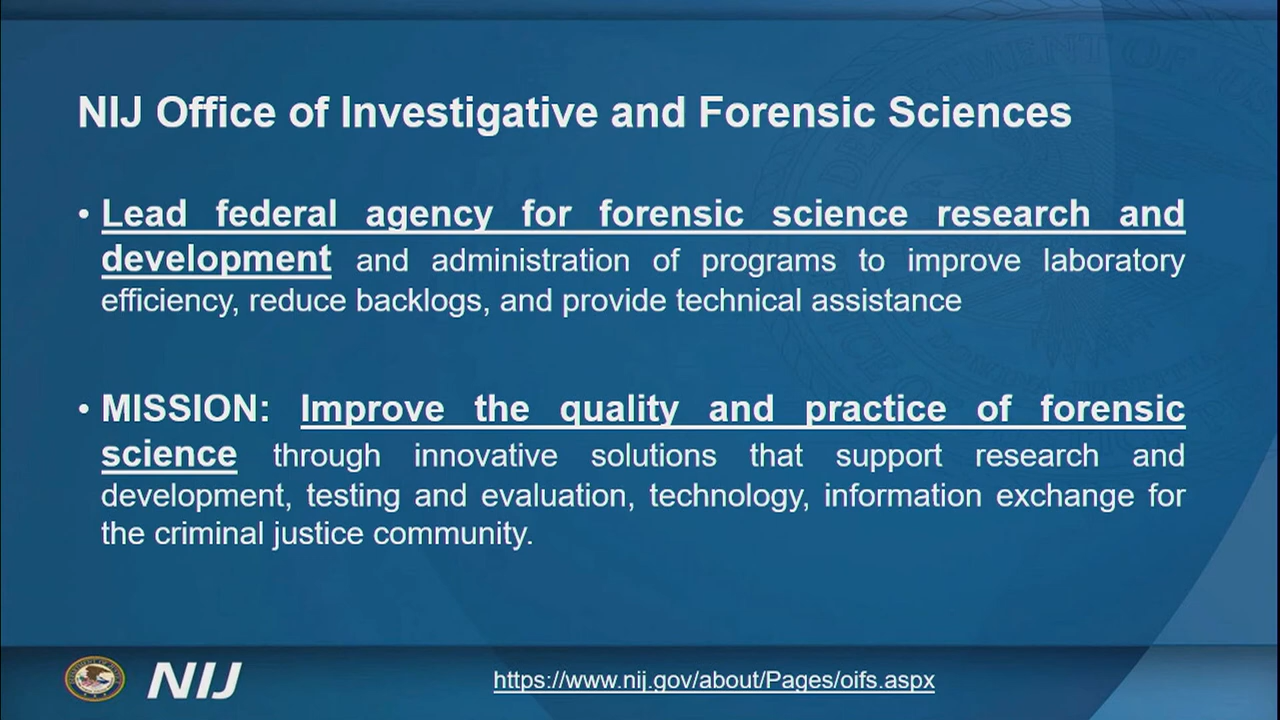 NIJ Office of Investigative and Forensic Sciences
• Lead federal agency for forensic science research and
development and administration of programs to improve laboratory
efficiency, reduce backlogs, and provide technical assistance
• MISSION: Improve the quality and practice of forensic
science through innovative solutions that support research and
development, testing and evaluation, technology, information exchange for
the criminal justice community.
NIJ
https://www.nij.gov/about/Pages/oifs.aspx